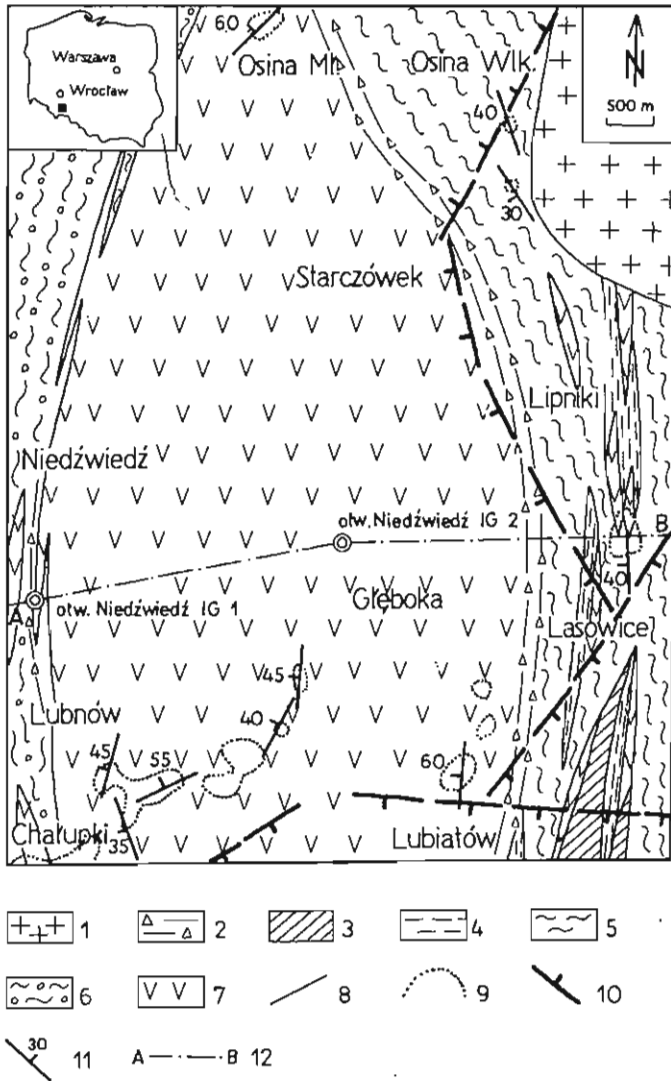 60
Osina Mł.
Osina Wlk.
N
500 m
Warszawa
Wrocław
40
30
Starczówek
Lipniki
Niedźwiedź
otw. Niedźwiedź IG 2
B
40
A
otw. Niedźwiedź IG 1
Głęboka
Lasowice
45
Lubnów
40
45
55
60
Chałupki
35
Lubiatów
1
2
3
4
5
6
7
8
9
10
30
11
A
B
12